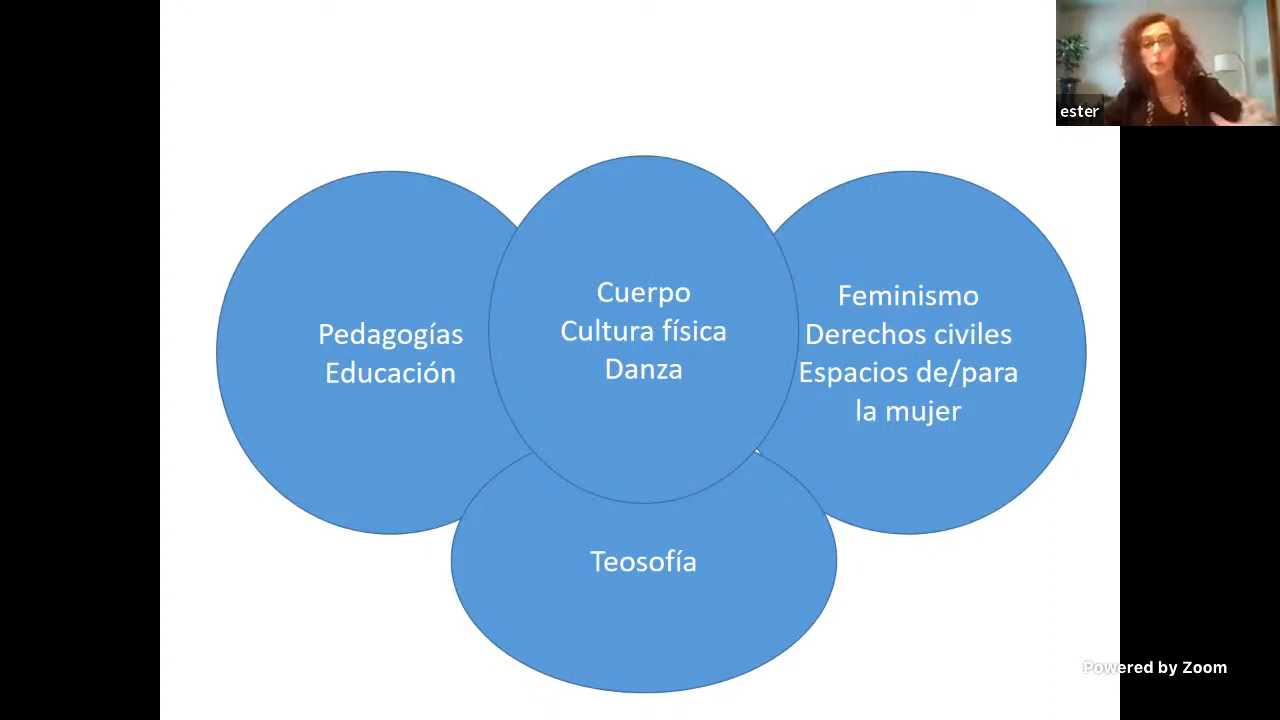 ester
Pedagogías
Educación
Cuerpo
Cultura física
Danza
Feminismo
Derechos civiles
Espacios de/para
la mujer
Teosofía
Powered by Zoom